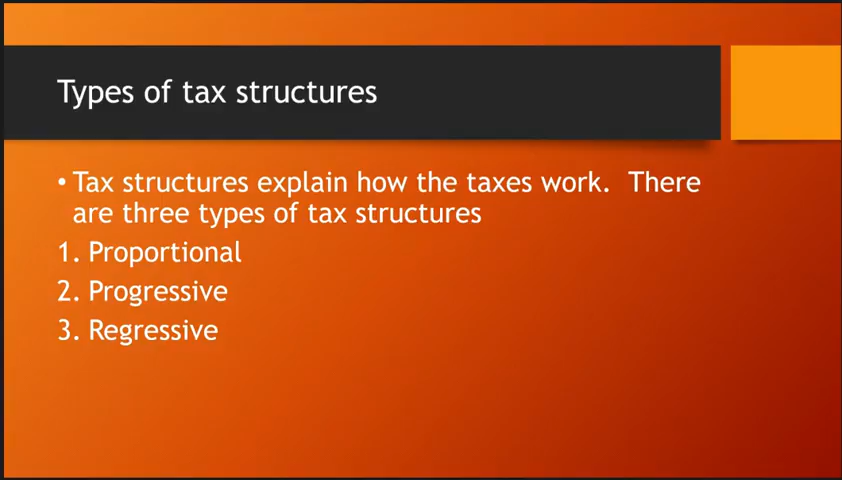 Types of tax structures
• Tax structures explain how the taxes work.  There
are three types of tax structures
1. Proportional
2. Progressive
3. Regressive